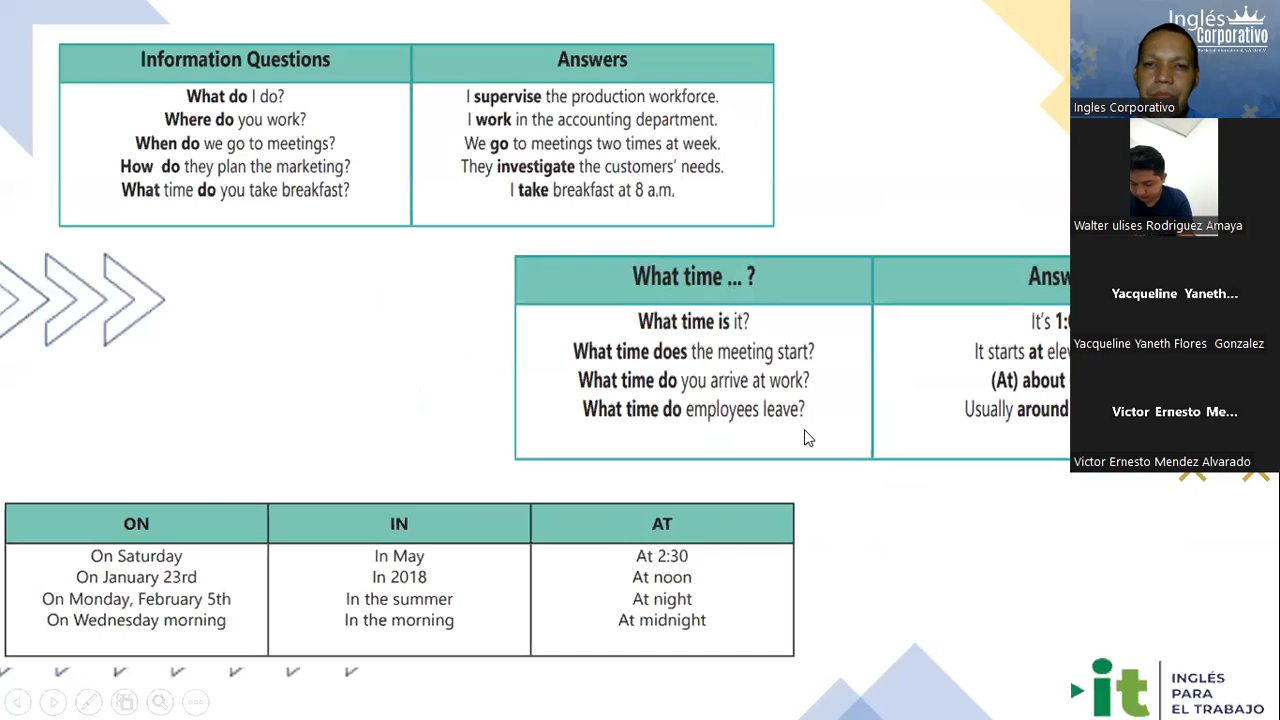 Information Questions
Answers
What do I do?
I supervise the production workforce.
Where do you work?
I work in the accounting department.
When do we go to meetings?
We go to meetings two times at week.
How do they plan the marketing?
They investigate the customers’ needs.
What time do you take breakfast?
I take breakfast at 8 a.m.
What time ... ?
What time is it?
It's
What time does the meeting start?
It starts at
What time do you arrive at work?
(At) about
What time do employees leave?
Usually around
ON
IN
AT
On Saturday
In May
At 2:30
On January 23rd
In 2018
At noon
On Monday, February 5th
In the summer
At night
On Wednesday morning
In the morning
At midnight
Inglés
Corporativo
Ingles Corporativo
Walter ulises Rodriguez Amaya
Yacqueline Yaneth...
Yacqueline Yaneth Flores Gonzalez
Victor Ernesto Me...
Victor Ernesto Mendez Alvarado
it
INGLÉS
PARA
EL TRABAJO